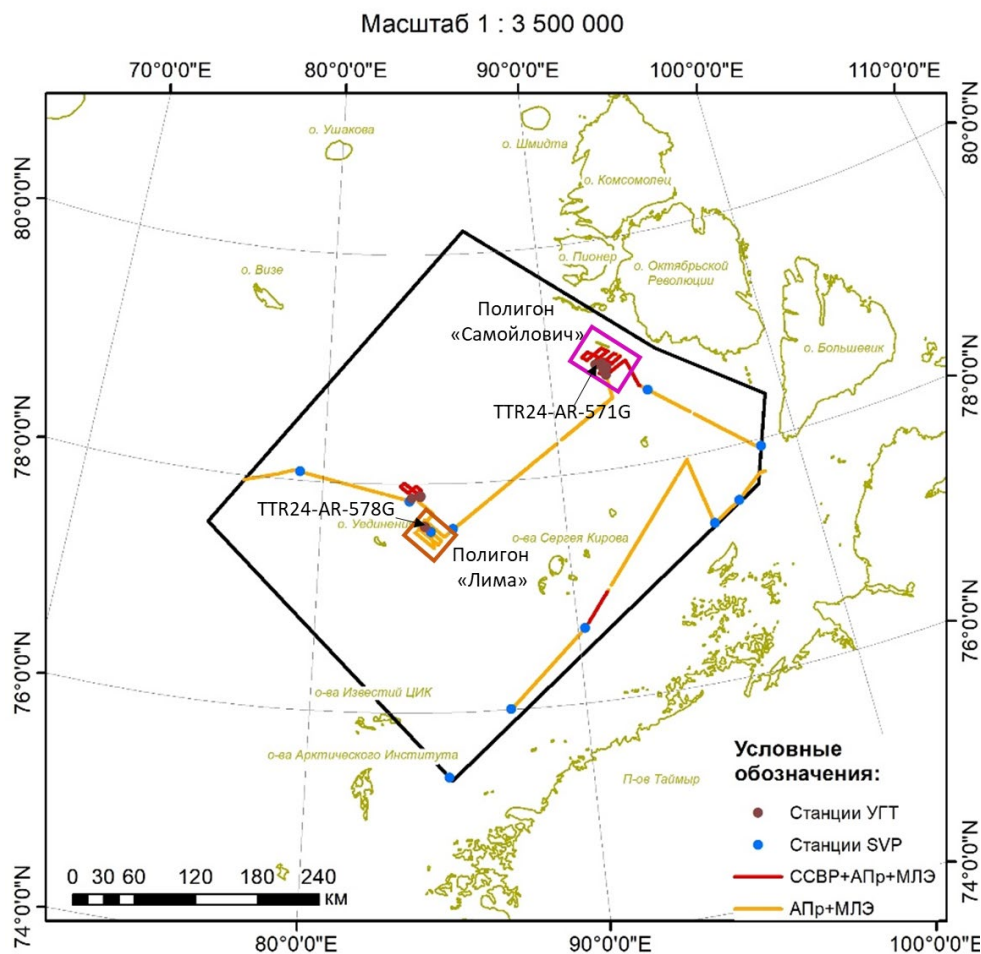 Масштаб 1 : 3 500 000
70°0'0"E 80°0'0"E 90°0'0"E 100°0'0"E 110°0'0"E
80°0'0"N
80°0'0"N
о. Ушакова
о. Шмидта
о. Комсомолец
о. Пионер
о. Октябрьской
Революции
о. Визе
о. Большевик
Полигон
«Самойлович»
TTR24-AR-571G
78°0'0"N
78°0'0"N
TTR24-AR-578G
о. Уединения
Полигон
«Лима»
о-ва Сергея Кирова
76°0'0"N
76°0'0"N
о-ва Известий ЦИК
о-ва Арктического Института
П-ов Таймыр
Условные
обозначения:
Станции УГТ
Станции SVP
ССВР+АПр+МЛЭ
АПр+МЛЭ
0 30 60 120 180 240
КМ
74°0'0"N
74°0'0"N
80°0'0"E 90°0'0"E 100°0'0"E